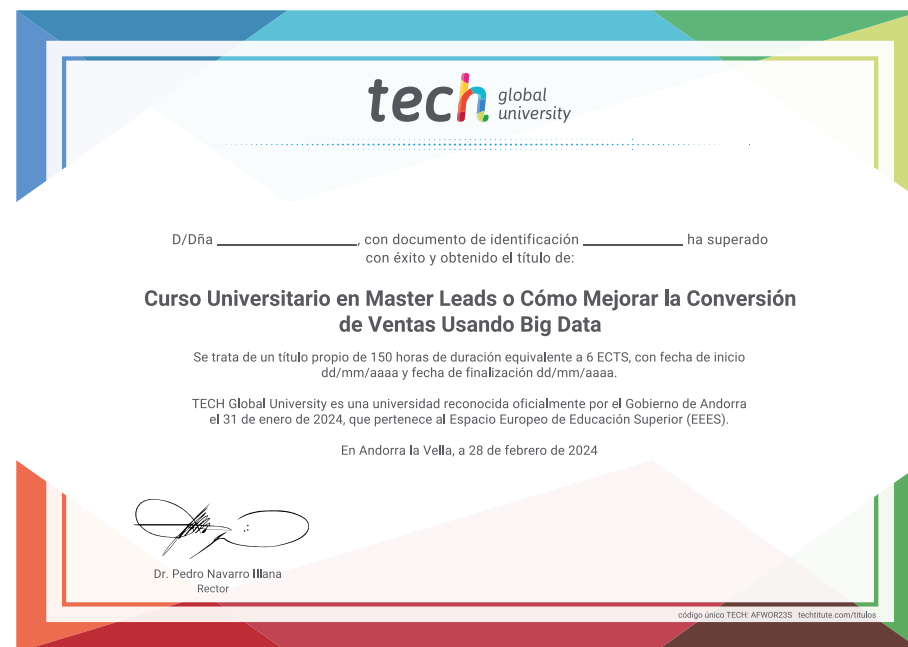 tech global university
D/Dña , con documento de identificación ha superado
con éxito y obtenido el título de:
Curso Universitario en Master Leads o Cómo Mejorar la Conversión
de Ventas Usando Big Data
Se trata de un título propio de 150 horas de duración equivalente a 6 ECTS, con fecha de inicio
dd/mm/aaaa y fecha de finalización dd/mm/aaaa.
TECH Global University es una universidad reconocida oficialmente por el Gobierno de Andorra
el 31 de enero de 2024, que pertenece al Espacio Europeo de Educación Superior (EEES).
En Andorra la Vella, a 28 de febrero de 2024
Dr. Pedro Navarro Illana
Rector
código único TECH: AFWOR23S techtitute.com/titulos